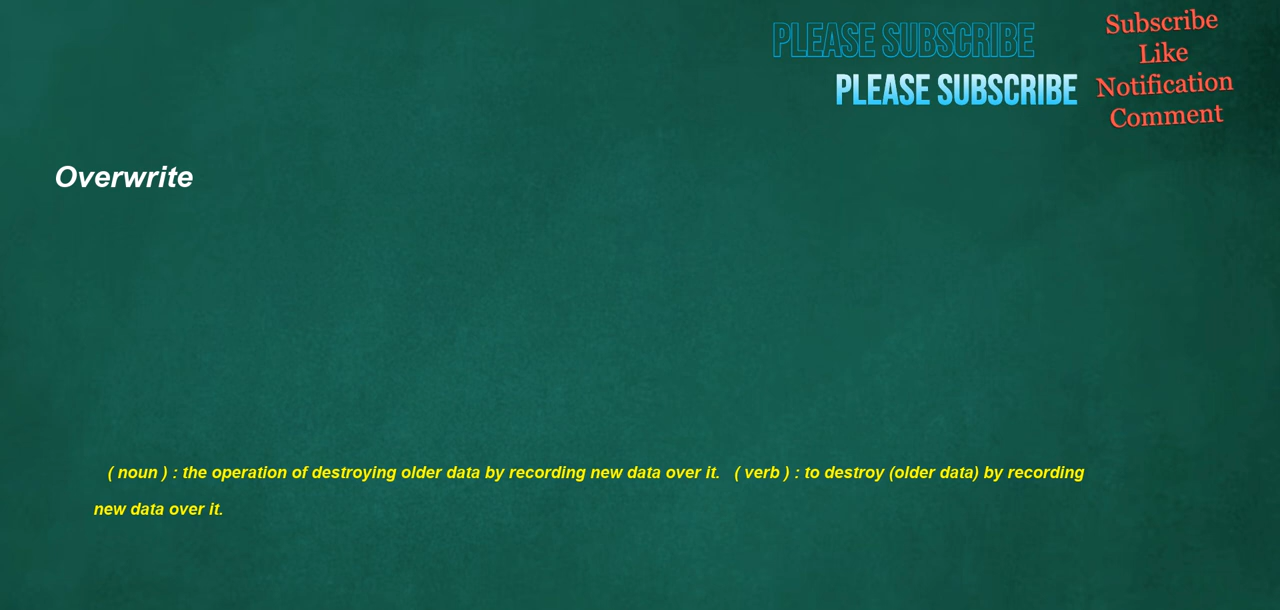 PLEASE SUBSCRIBE
PLEASE SUBSCRIBE
Subscribe
Like
Notification
Comment
Overwrite
( noun ) : the operation of destroying older data by recording new data over it. ( verb ) : to destroy (older data) by recording
new data over it.